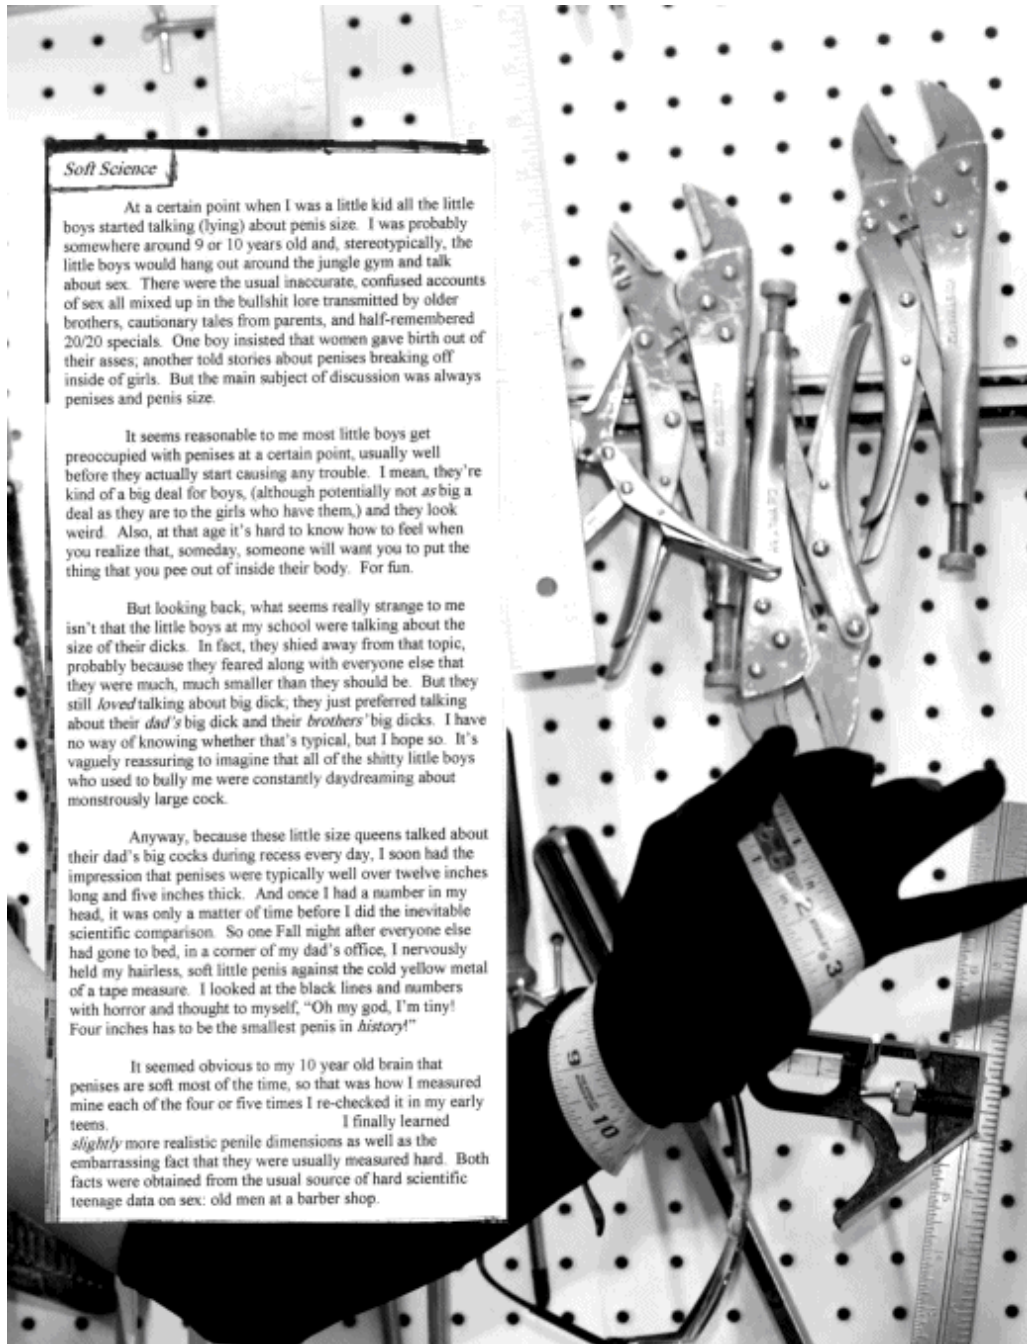 Soft Science
At a certain point when I was a little kid all the little
boys started talking (lying) about penis size. I was probably
somewhere around 9 or 10 years old and, stereotypically, the
little boys would hang out around the jungle gym and talk
about sex. There were the usual inaccurate, confused accounts
of sex all mixed up in the bullshit lore transmitted by older
brothers, cautionary tales from parents, and half-remembered
20/20 specials. One boy insisted that women gave birth out of
their asses; another told stories about penises breaking off
inside of girls. But the main subject of discussion was always
penises and penis size.
It seems reasonable to me most little boys get
preoccupied with penises at a certain point, usually well
before they actually start causing any trouble. I mean, they're
kind of a big deal for boys, (although potentially not as big a
deal as they are to the girls who have them,) and they look
weird. Also, at that age it's hard to know how to feel when
you realize that, someday, someone will want you to put the
thing that you pee out of inside their body. For fun.
But looking back, what seems really strange to me
isn't that the little boys at my school were talking about the
size of their dicks. In fact, they shied away from that topic,
probably because they feared along with everyone else that
they were much, much smaller than they should be. But they
still loved talking about big dick; they just preferred talking
about their dad's big dick and their brothers' big dicks. I have
no way of knowing whether that's typical, but I hope so. It's
vaguely reassuring to imagine that all of the shitty little boys
who used to bully me were constantly daydreaming about
monstrously large cock.
Anyway, because these little size queens talked about
their dad's big cocks during recess every day, I soon had the
impression that penises were typically well over twelve inches
long and five inches thick. And once I had a number in my
head, it was only a matter of time before I did the inevitable
scientific comparison. So one Fall night after everyone else
had gone to bed, in a corner of my dad's office, I nervously
held my hairless, soft little penis against the cold yellow metal
of a tape measure. I looked at the black lines and numbers
with horror and thought to myself, "Oh my god, I'm tiny!
Four inches has to be the smallest penis in history!"
It seemed obvious to my 10 year old brain that
penises are soft most of the time, so that was how I measured
mine each of the four or five times I re-checked it in my early
teens. I finally learned
slightly more realistic penile dimensions as well as the
embarrassing fact that they were usually measured hard. Both
facts were obtained from the usual source of hard scientific
teenage data on sex: old men at a barber shop.
2
3
9
10